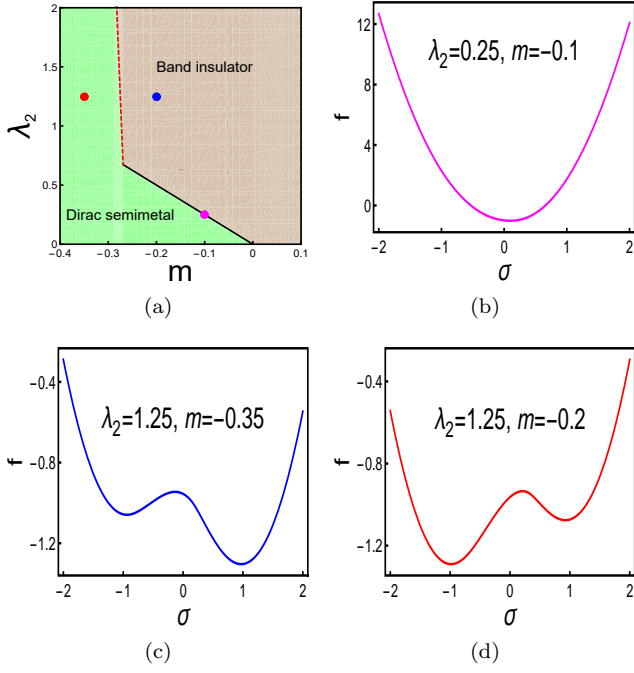 2
1.5
1
0.5
0
λ₂
Band insulator
Dirac semimetal
−0.4 −0.3 −0.2 −0.1 0 0.1
m
(a)
12
8
4
0
f
λ₂=0.25, m=−0.1
−2 −1 0 1 2
σ
(b)
−0.4
−0.8
−1.2
f
λ₂=1.25, m=−0.35
−2 −1 0 1 2
σ
(c)
−0.4
−0.8
−1.2
f
λ₂=1.25, m=−0.2
−2 −1 0 1 2
σ
(d)